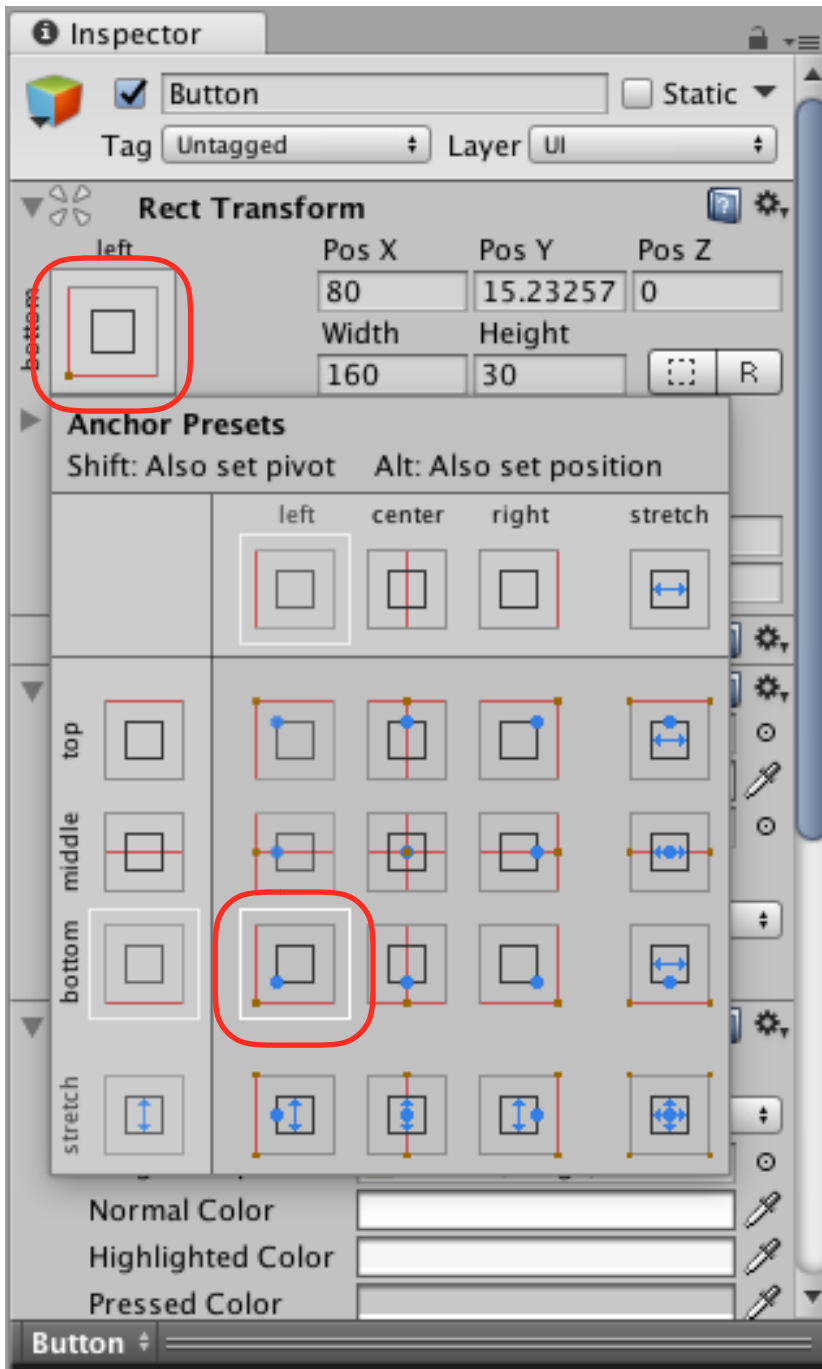 Inspector
Button
Static
Tag Untagged Layer UI
Rect Transform
left
bottom
Pos X Pos Y Pos Z
80 15.23257 0
Width Height
160 30
R
Anchor Presets
Shift: Also set pivot Alt: Also set position
left center right stretch
top
middle
bottom
stretch
Normal Color
Highlighted Color
Pressed Color
Button